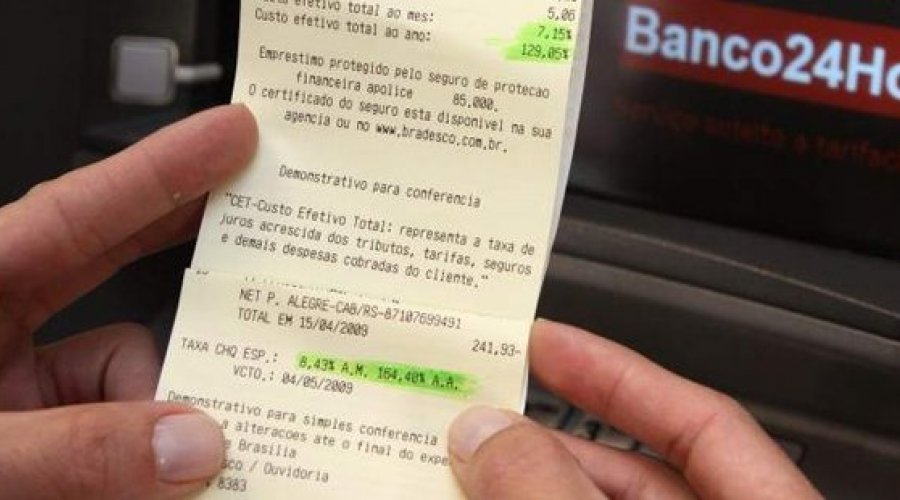 5,06
efetivo total ao mes: 7,15%
Custo efetivo total ao ano: 129,05%
Emprestimo protegido pelo seguro de protecao
financeira apolice 85.000.
O certificado do seguro esta disponivel na sua
agencia ou no www.bradesco.com.br.
Demonstrativo para conferencia
"CET-Custo Efetivo Total: representa a taxa de
juros acrescida dos tributos, tarifas, seguros
e demais despesas cobradas do cliente."
NET P. ALEGRE-CAB/RS-87107699491
TOTAL EM 15/04/2009 241,93-
TAXA CHQ ESP.: 8,43% A.M. 164,40% A.A.
VCTO.: 04/05/2009
Demonstrativo para simples conferencia
a alteracoes ate o final do expe
e Brasilia
sco / Ouvidoria
8383
Banco24Ho